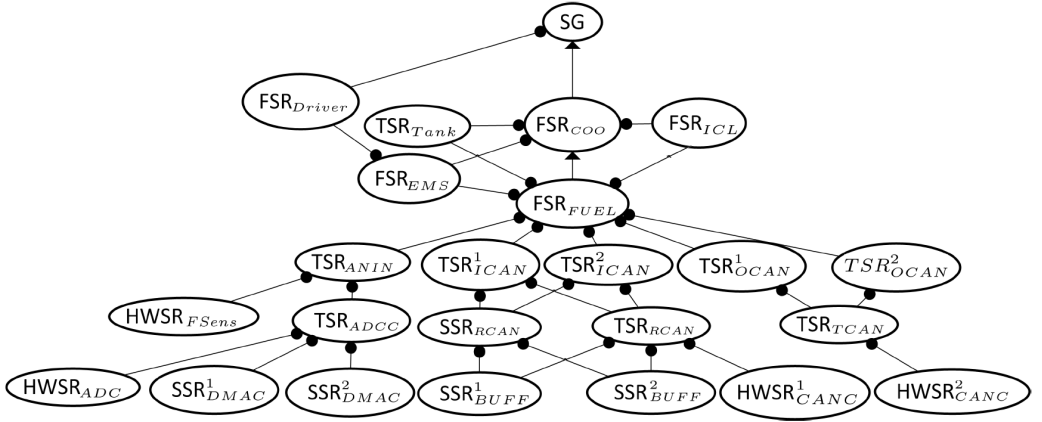 SG
FSR_Driver
TSR_Tank
FSR_COO
FSR_ICL
FSR_EMS
FSR_FUEL
TSR_ANIN
TSR^1_ICAN
TSR^2_ICAN
TSR^1_OCAN
TSR^2_OCAN
HWSR_FSens
TSR_ADCC
SSR_RCAN
TSR_RCAN
TSR_TCAN
HWSR_ADC
SSR^1_DMAC
SSR^2_DMAC
SSR^1_BUFF
SSR^2_BUFF
HWSR^1_CANC
HWSR^2_CANC